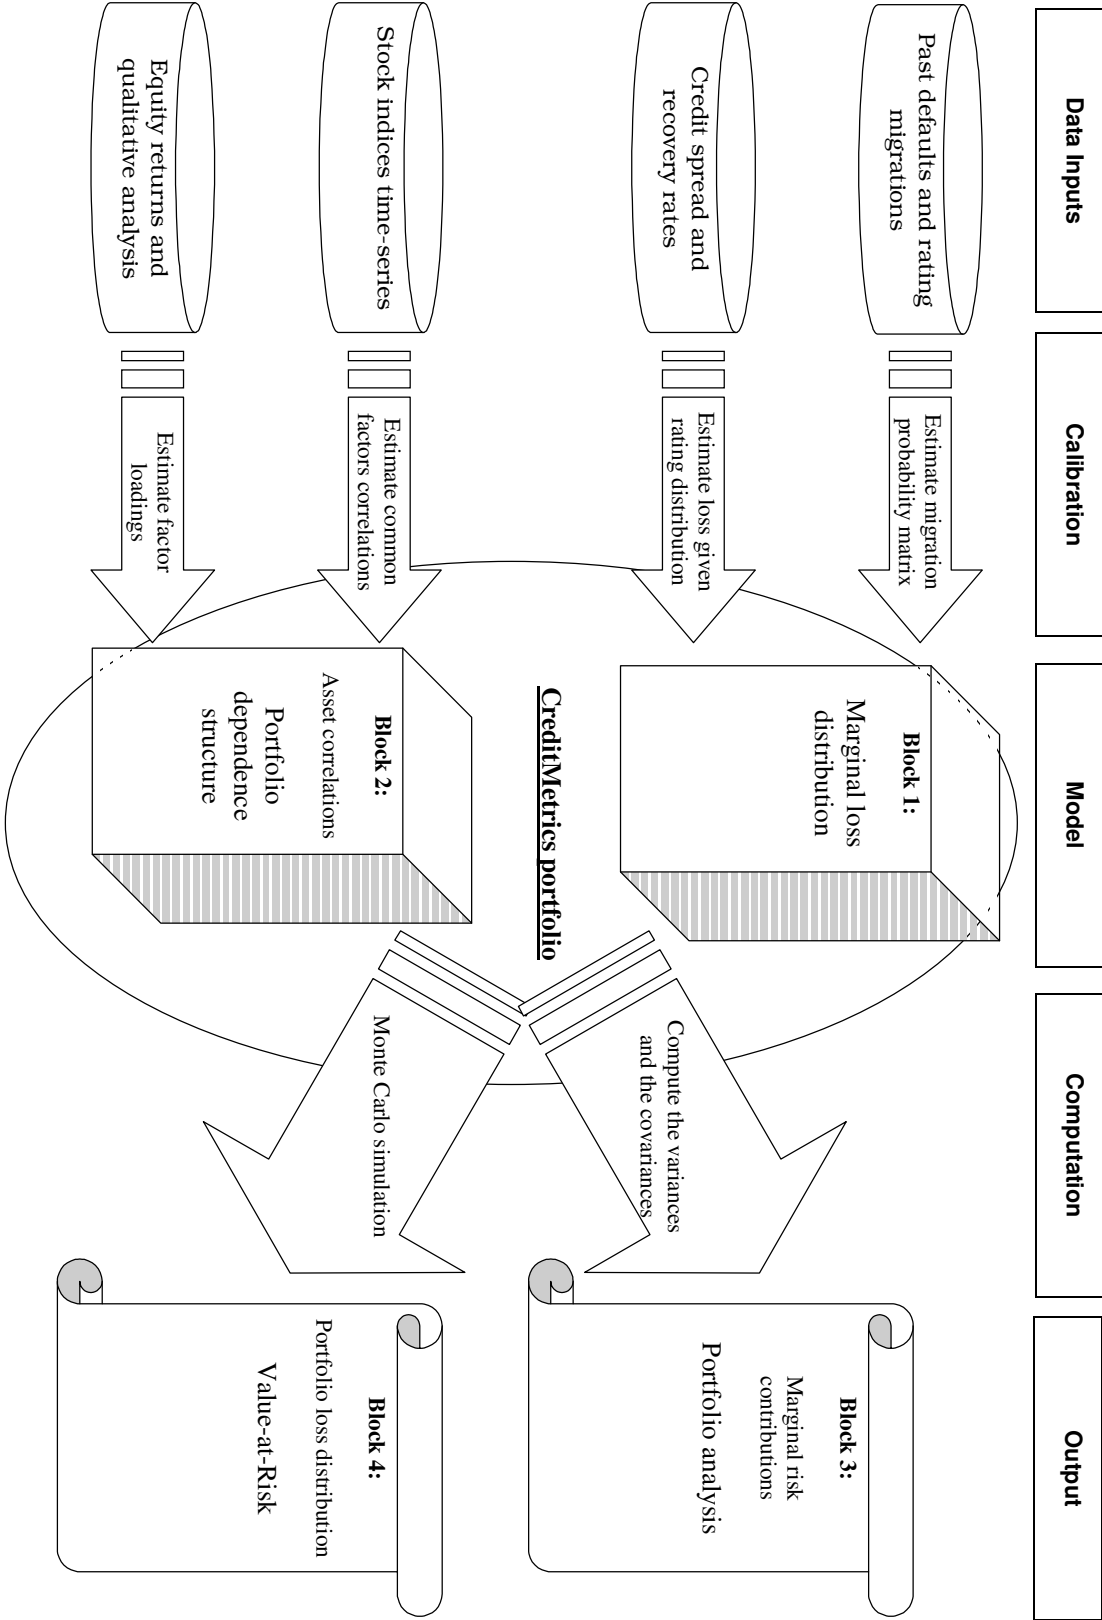 Data Inputs
Calibration
Model
Computation
Output
Past defaults and rating
migrations
Estimate migration
probability matrix
Credit spread and
recovery rates
Estimate loss given
rating distribution
Block 1:
Marginal loss
distribution
Compute the variances
and the covariances
Block 3:
Marginal risk
contributions
Portfolio analysis
CreditMetrics portfolio
Stock indices time-series
Estimate common
factors correlations
Equity returns and
qualitative analysis
Estimate factor
loadings
Block 2:
Asset correlations
Portfolio
dependence
structure
Monte Carlo simulation
Block 4:
Portfolio loss distribution
Value-at-Risk